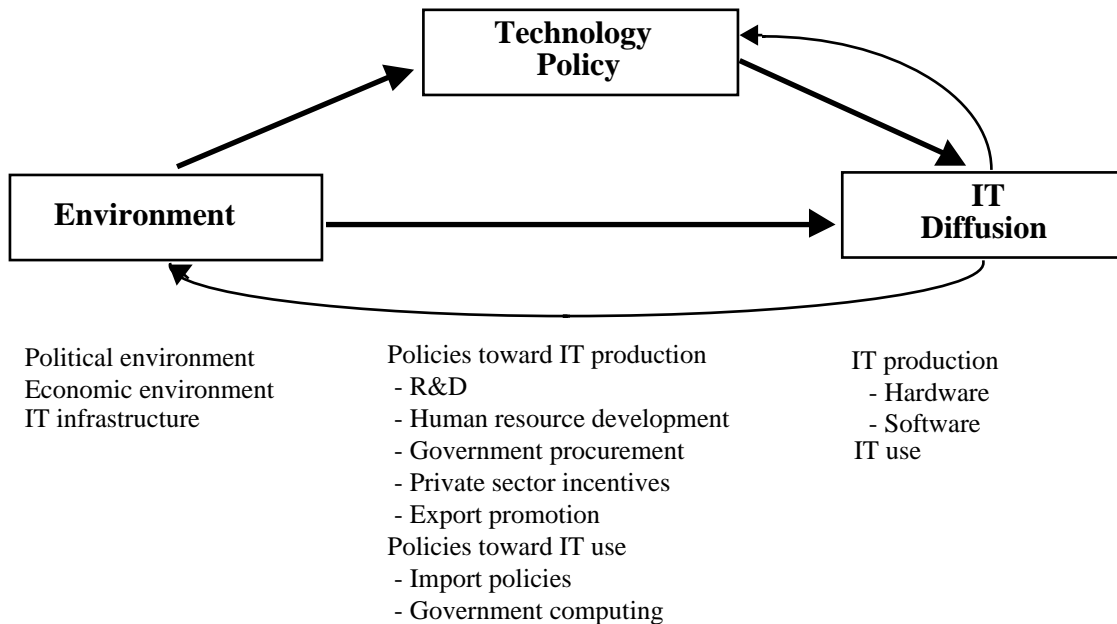 Technology
Policy
Environment
IT
Diffusion
Political environment
Economic environment
IT infrastructure
Policies toward IT production
- R&D
- Human resource development
- Government procurement
- Private sector incentives
- Export promotion
Policies toward IT use
- Import policies
- Government computing
IT production
- Hardware
- Software
IT use